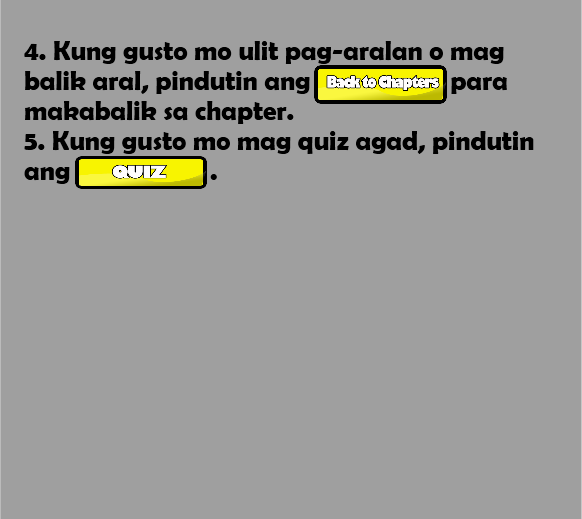 4. Kung gusto mo ulit pag-aralan o mag
balik aral, pindutin ang Back to Chapters para
makabalik sa chapter.
5. Kung gusto mo mag quiz agad, pindutin
ang QUIZ .